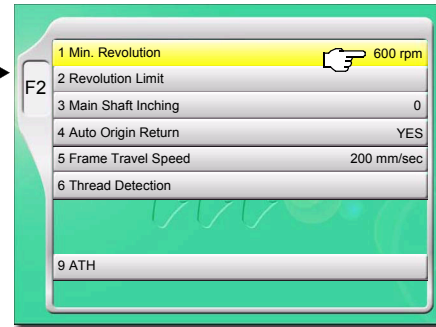 F2
1 Min. Revolution 600 rpm
2 Revolution Limit
3 Main Shaft Inching 0
4 Auto Origin Return YES
5 Frame Travel Speed 200 mm/sec
6 Thread Detection
9 ATH